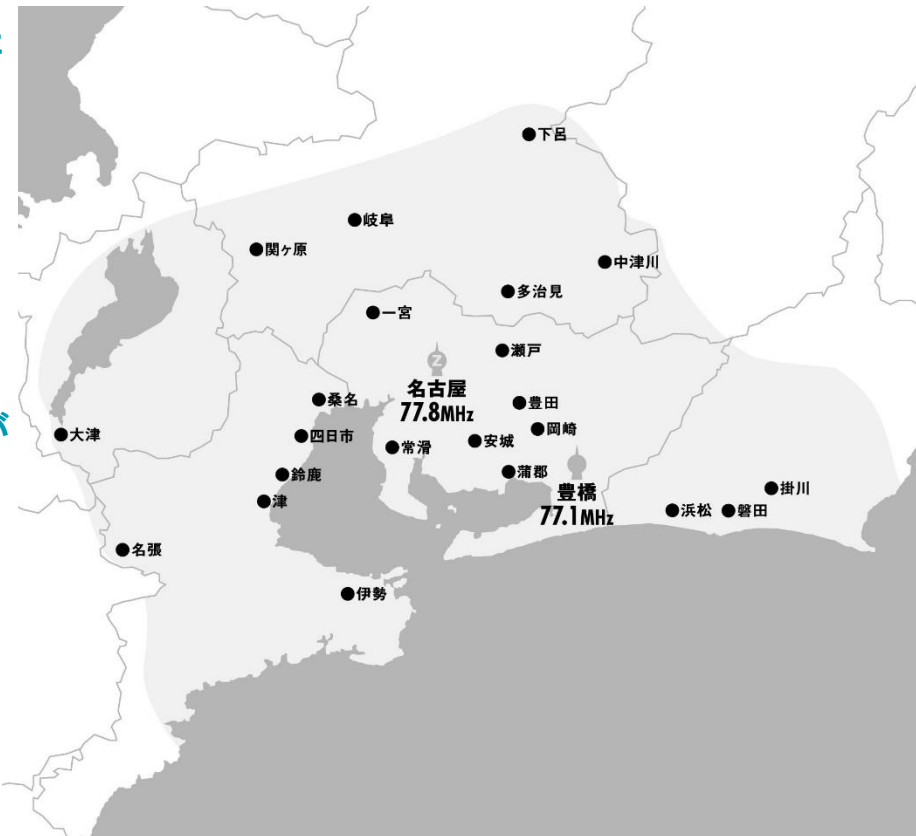 下呂
岐阜
関ヶ原
中津川
多治見
一宮
瀬戸
Z
名古屋
77.8MHz
桑名
豊田
大津
四日市
常滑
安城
岡崎
鈴鹿
蒲郡
津
豊橋
77.1MHz
掛川
浜松
磐田
名張
伊勢
が